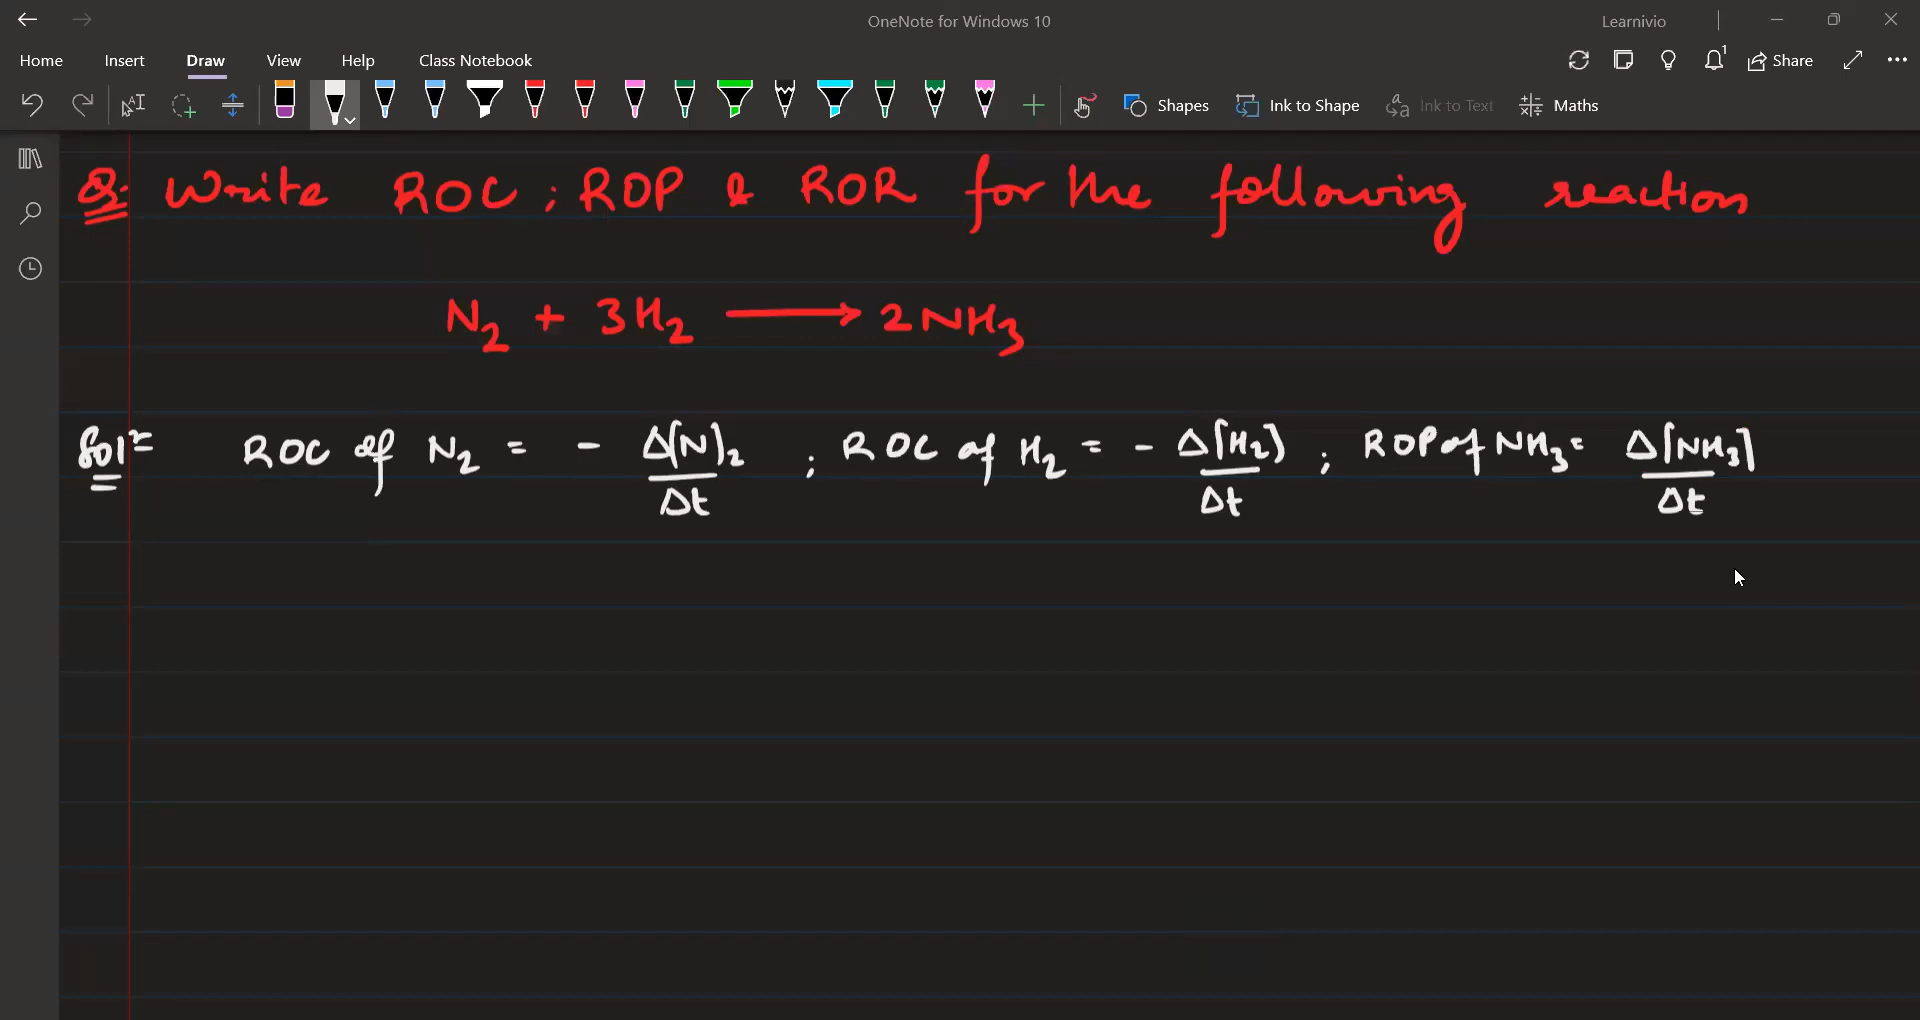 OneNote for Windows 10 Learnivio
Home Insert Draw View Help Class Notebook 1 Share
Shapes Ink to Shape Ink to Text Maths
Q. Write ROC ; ROP & ROR for the following reaction
N₂ + 3H₂ ⟶ 2NH₃
Solⁿ ROC of N₂ = - Δ[N]₂/Δt ; ROC of H₂ = - Δ[H₂]/Δt ; ROP of NH₃ = Δ[NH₃]/Δt